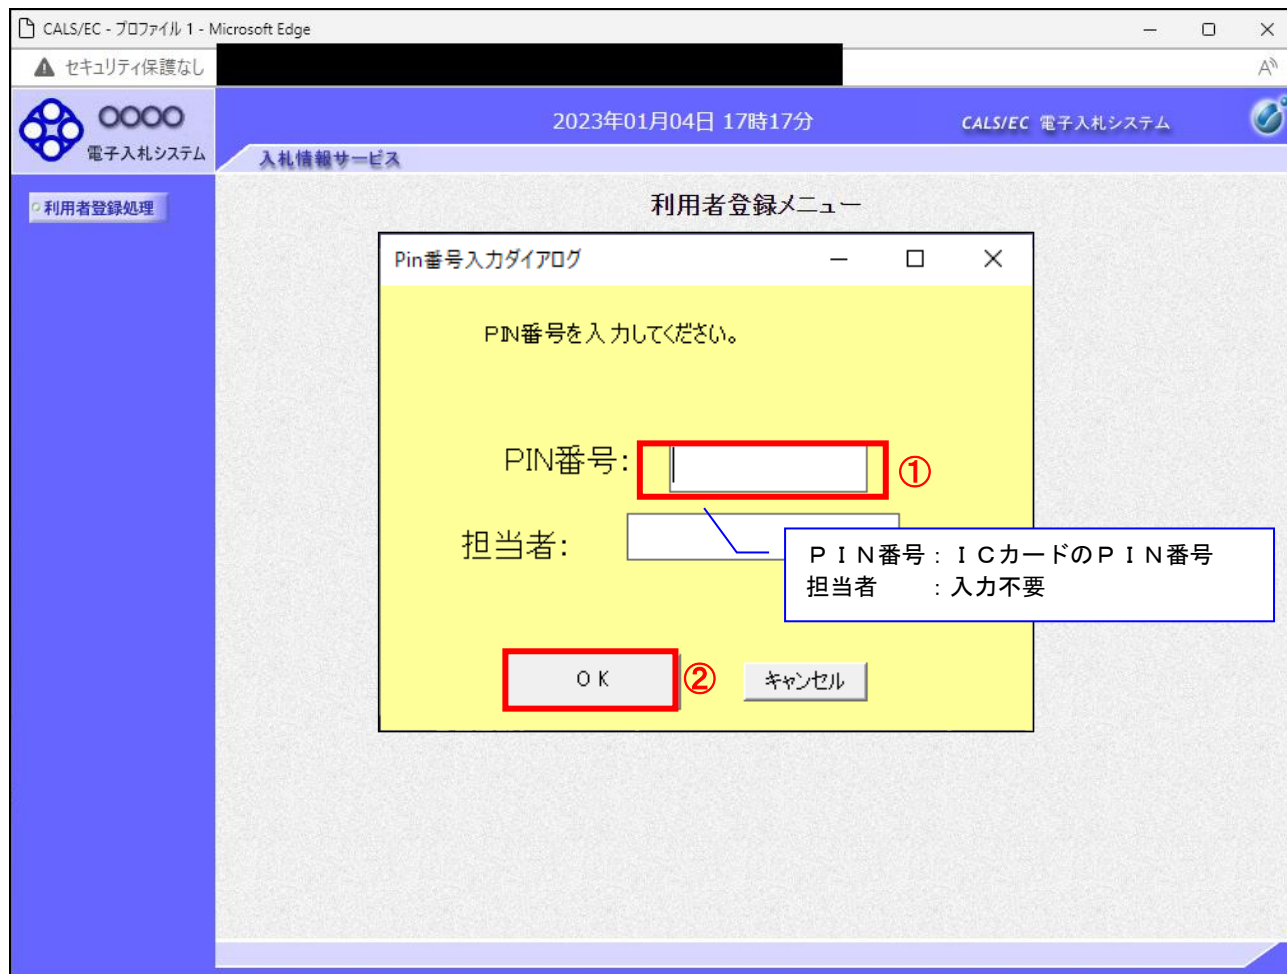 CALS/EC - プロファイル 1 - Microsoft Edge
セキュリティ保護なし
A
OOOO
電子入札システム
2023年01月04日 17時17分
CALS/EC 電子入札システム
入札情報サービス
利用者登録処理
利用者登録メニュー
Pin番号入力ダイアログ
PIN番号を入力してください。
PIN番号:
①
担当者:
ＰＩＮ番号：ＩＣカードのＰＩＮ番号
担当者　　：入力不要
ＯＫ
②
キャンセル